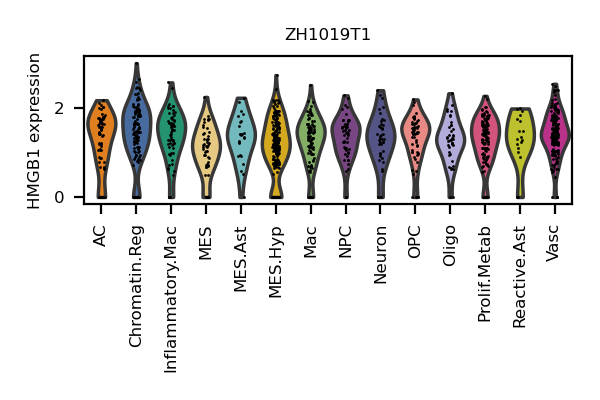 ZH1019T1
HMGB1 expression
2
0
AC
Chromatin.Reg
Inflammatory.Mac
MES
MES.Ast
MES.Hyp
Mac
NPC
Neuron
OPC
Oligo
Prolif.Metab
Reactive.Ast
Vasc